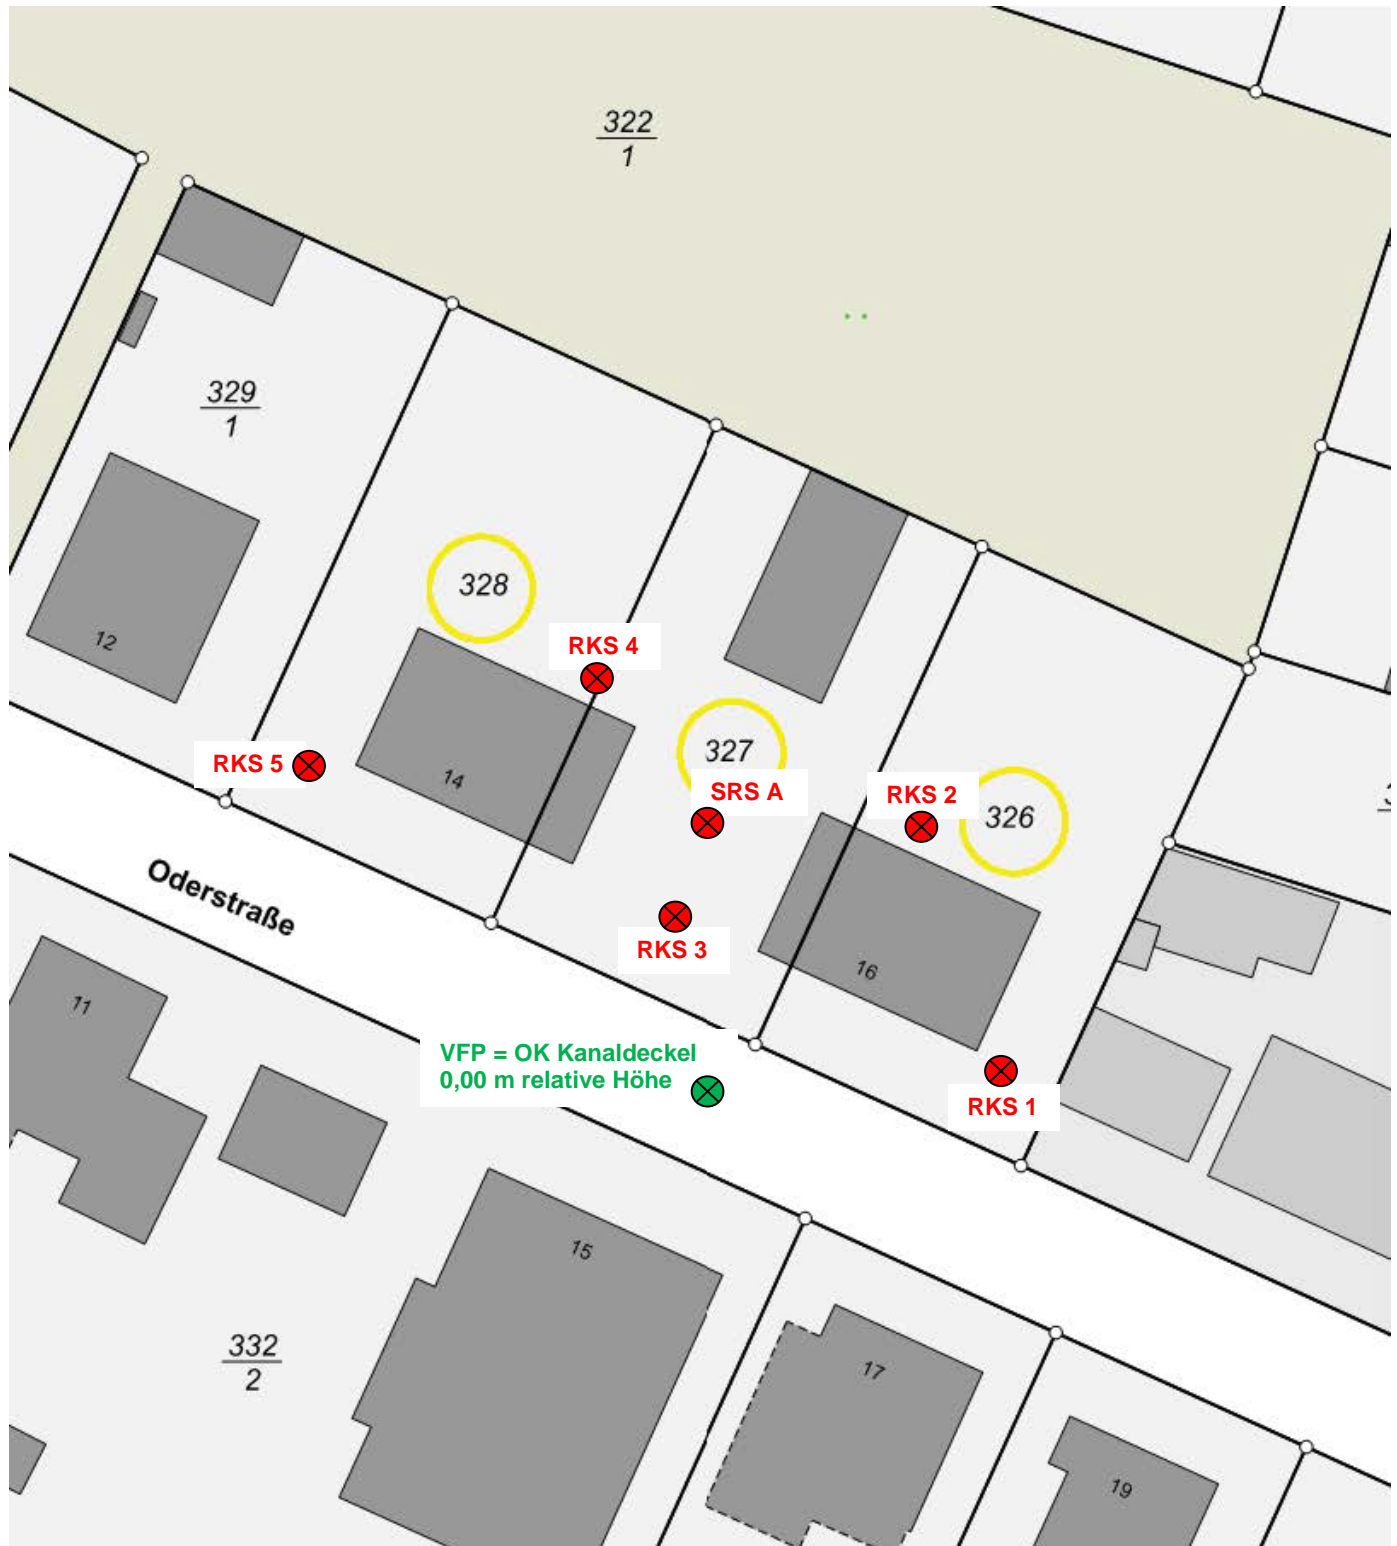 322
1
329
1
328
12
RKS 4
327
RKS 5
14
SRS A
RKS 2
326
Oderstraße
RKS 3
16
11
VFP = OK Kanaldeckel
0,00 m relative Höhe
RKS 1
15
332
2
17
19